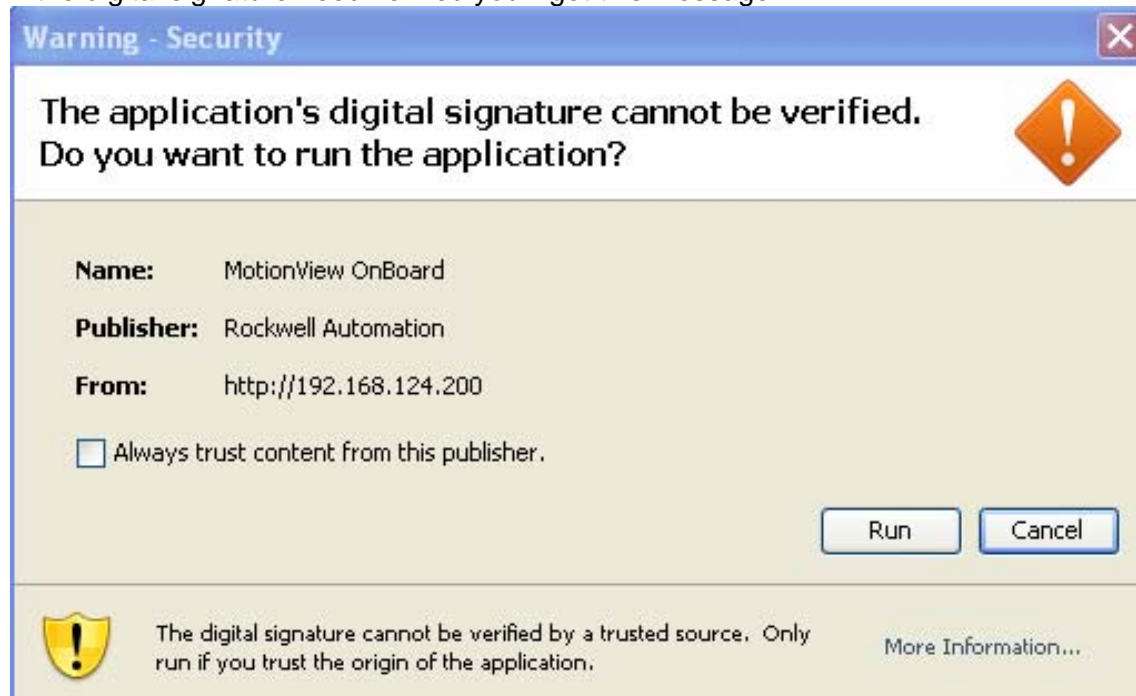 Warning - Security
The application's digital signature cannot be verified.
Do you want to run the application?
Name: MotionView OnBoard
Publisher: Rockwell Automation
From: http://192.168.124.200
Always trust content from this publisher.
Run Cancel
The digital signature cannot be verified by a trusted source. Only
run if you trust the origin of the application.
More Information...